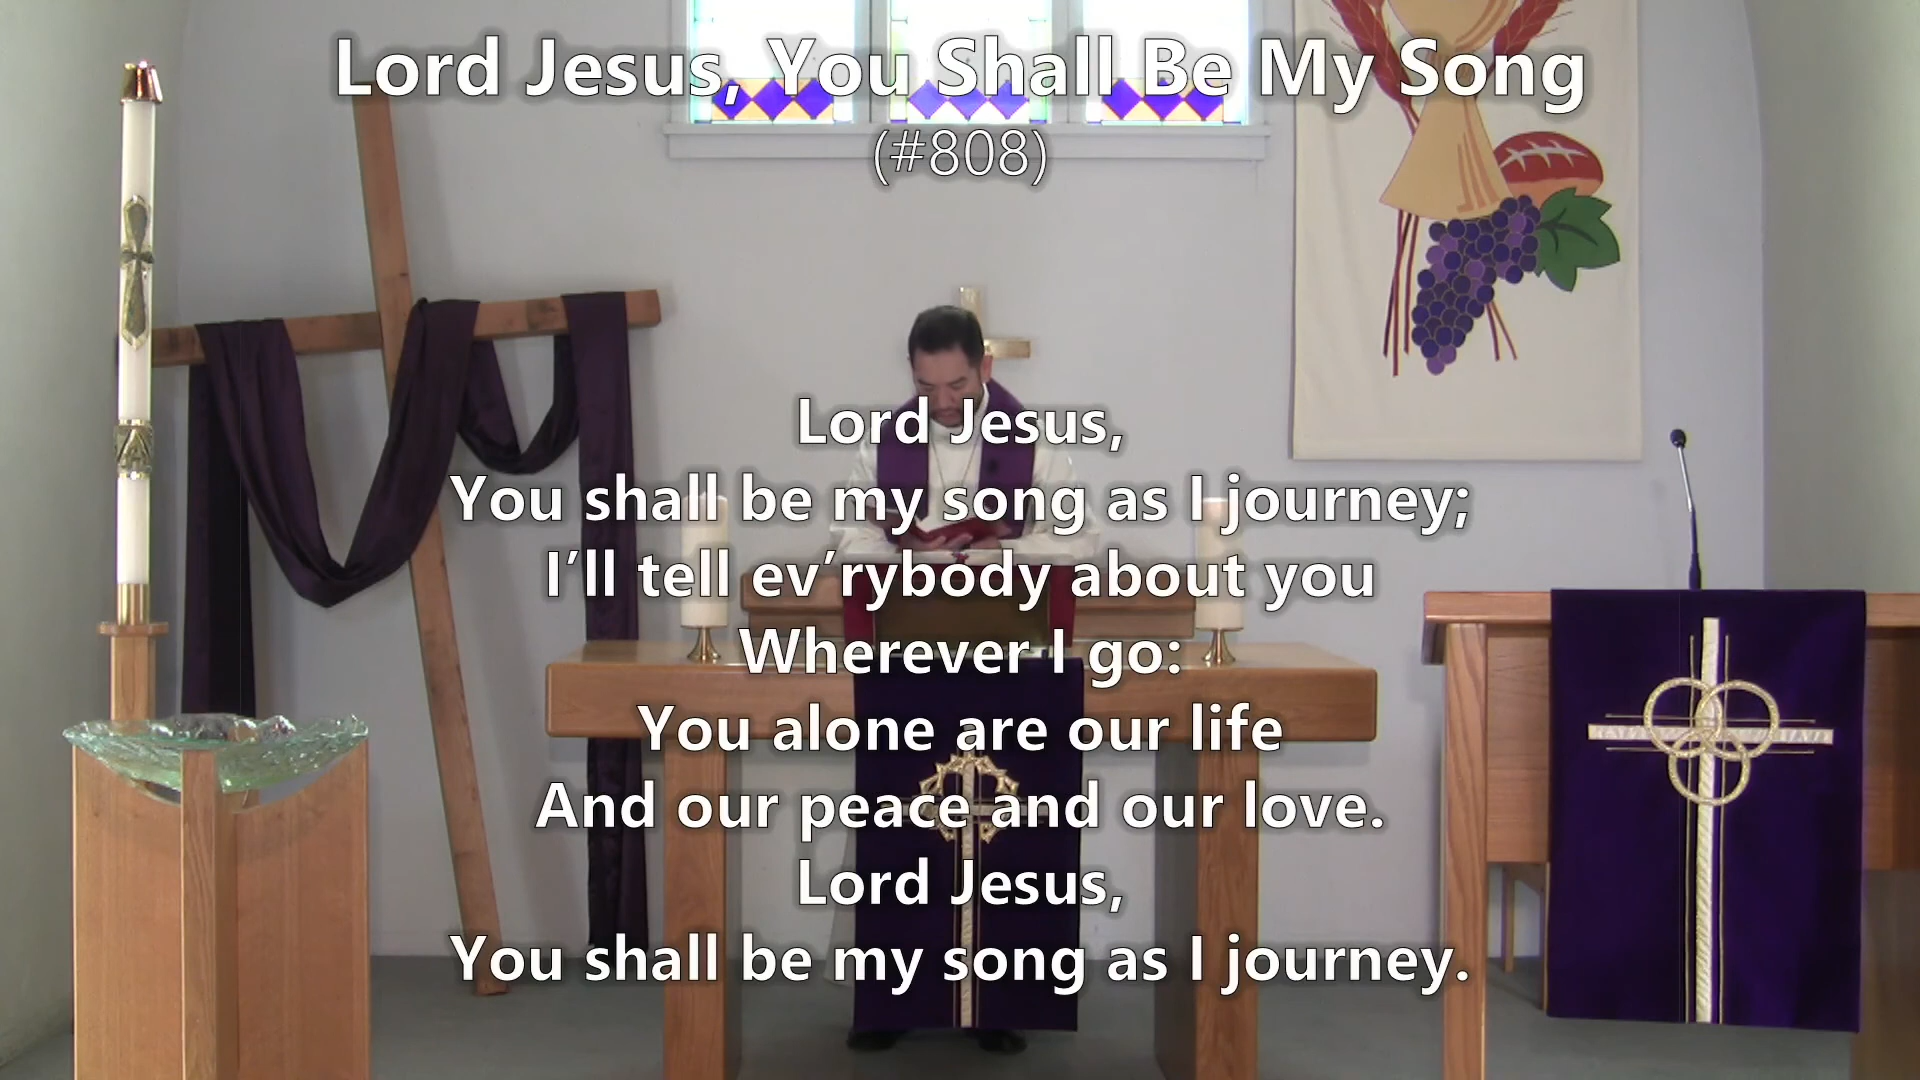 Lord Jesus, You Shall Be My Song
(#808)
Lord Jesus,
You shall be my song as I journey;
I’ll tell ev’rybody about you
Wherever I go:
You alone are our life
And our peace and our love.
Lord Jesus,
You shall be my song as I journey.